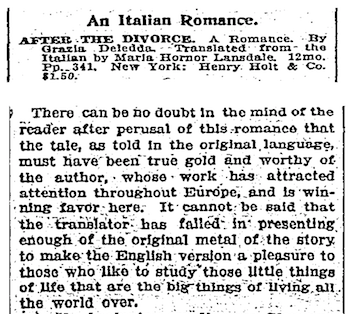 An Italian Romance.
AFTER THE DIVORCE. A Romance. By
Grazia Deledda. Translated from the
Italian by Maria Hornor Lansdale. 12mo.
Pp. 341. New York: Henry Holt & Co.
$1.50.
There can be no doubt in the mind of the
reader after perusal of this romance that
the tale, as told in the original language,
must have been true gold and worthy of
the author, whose work has attracted
attention throughout Europe, and is win-
ning favor here. It cannot be said that
the translator has failed in presenting
enough of the original metal of the story
to make the English version a pleasure to
those who like to study those little things
of life that are the big things of living all
the world over.